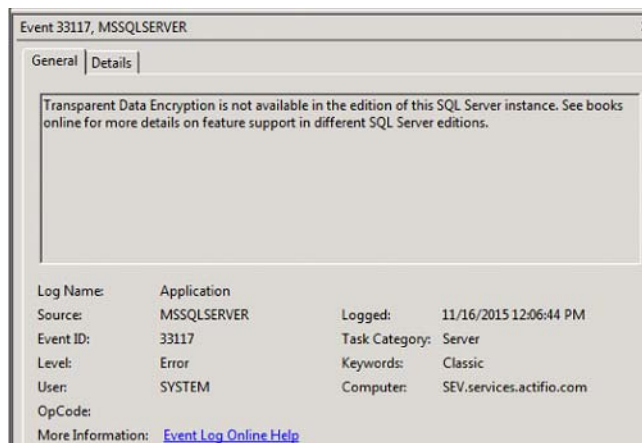 Event 33117, MSSQLSERVER
General Details
Transparent Data Encryption is not available in the edition of this SQL Server instance. See books
online for more details on feature support in different SQL Server editions.
Log Name: Application
Source: MSSQLSERVER Logged: 11/16/2015 12:06:44 PM
Event ID: 33117 Task Category: Server
Level: Error Keywords: Classic
User: SYSTEM Computer: SEV.services.actifio.com
OpCode:
More Information: Event Log Online Help